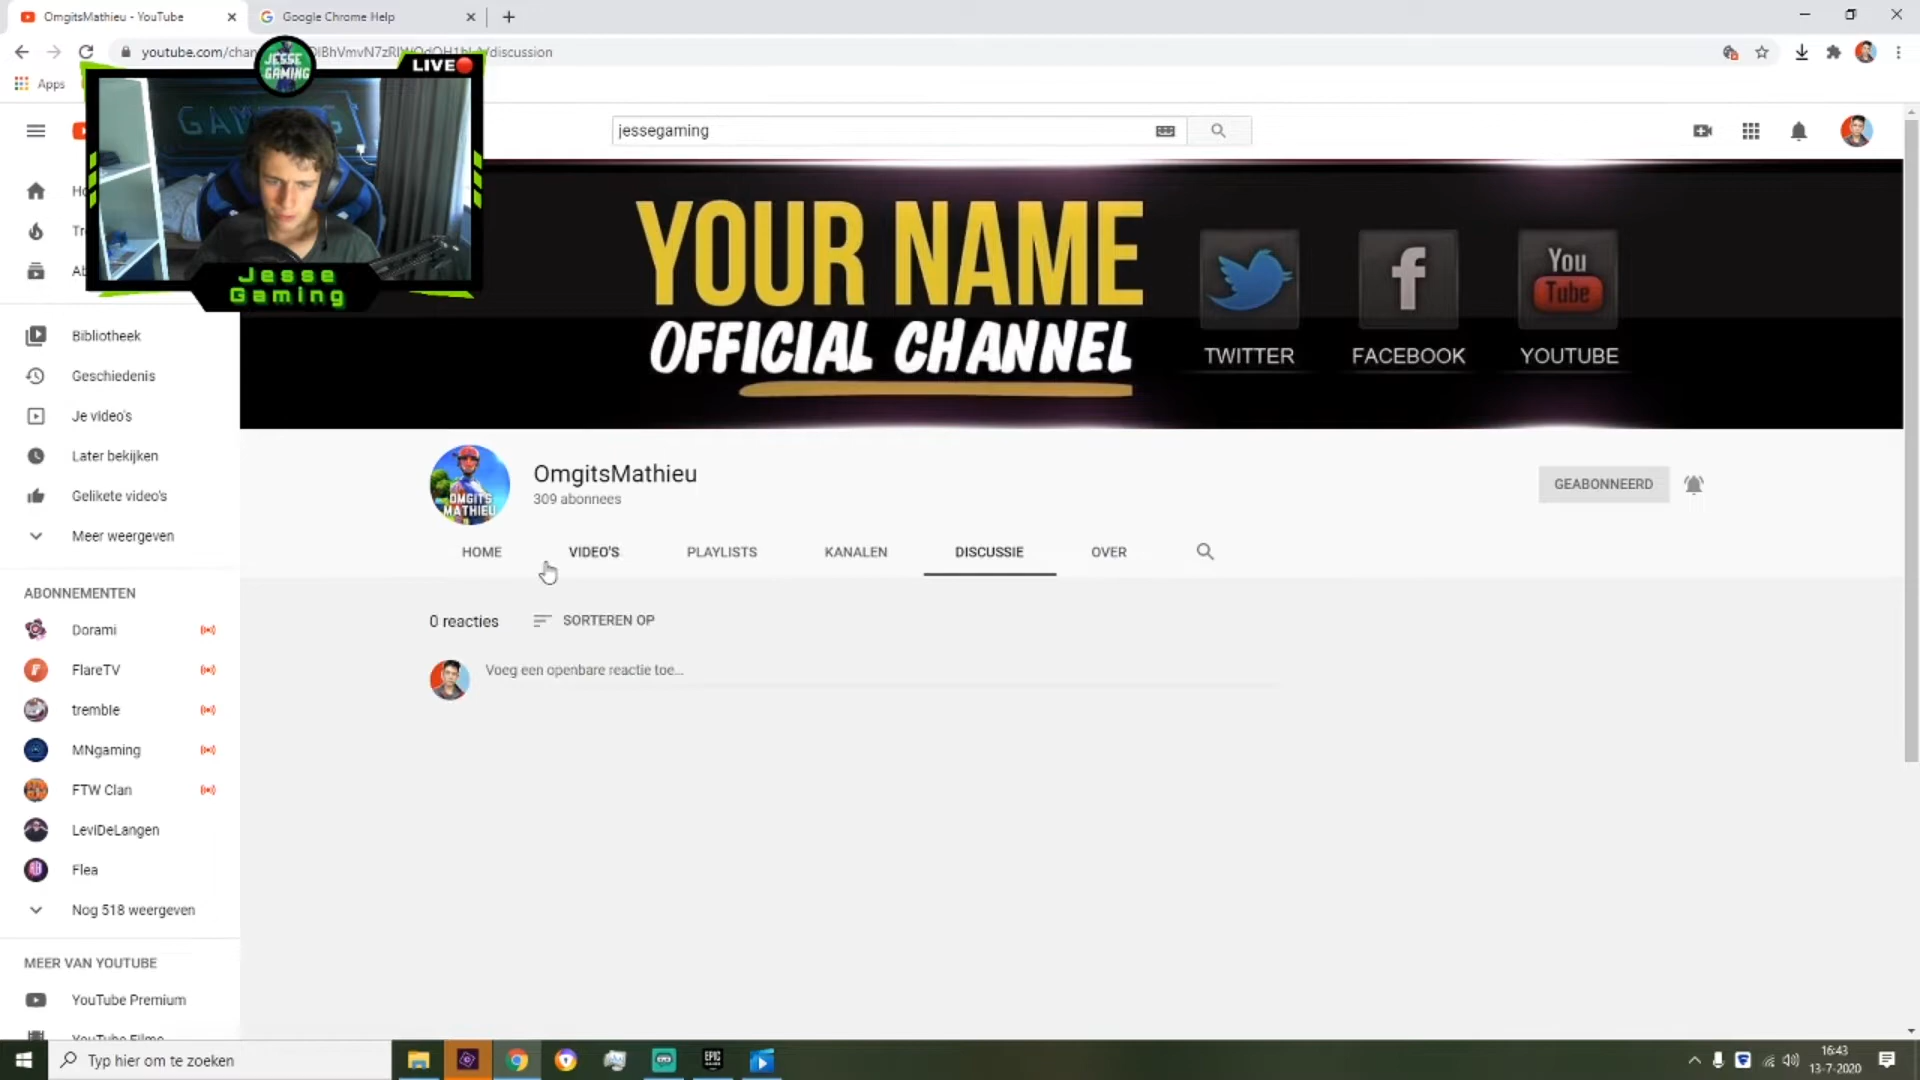 OmgitsMathieu - YouTube
Google Chrome Help
youtube.com/chan
/discussion
Apps
JESSE
GAMING
LIVE
GAMING
Jesse
Gaming
jessegaming
YOUR NAME
OFFICIAL CHANNEL
TWITTER
FACEBOOK
You
Tube
YOUTUBE
Bibliotheek
Geschiedenis
Je video's
Later bekijken
Gelikete video's
Meer weergeven
ABONNEMENTEN
Dorami
FlareTV
tremble
MNgaming
FTW Clan
LeviDeLangen
Flea
Nog 518 weergeven
MEER VAN YOUTUBE
YouTube Premium
YouTube Films
OMGITS
MATHIEU
OmgitsMathieu
309 abonnees
GEABONNEERD
HOME
VIDEO'S
PLAYLISTS
KANALEN
DISCUSSIE
OVER
0 reacties
SORTEREN OP
Voeg een openbare reactie toe...
Typ hier om te zoeken
EPIC
16:43
13-7-2020